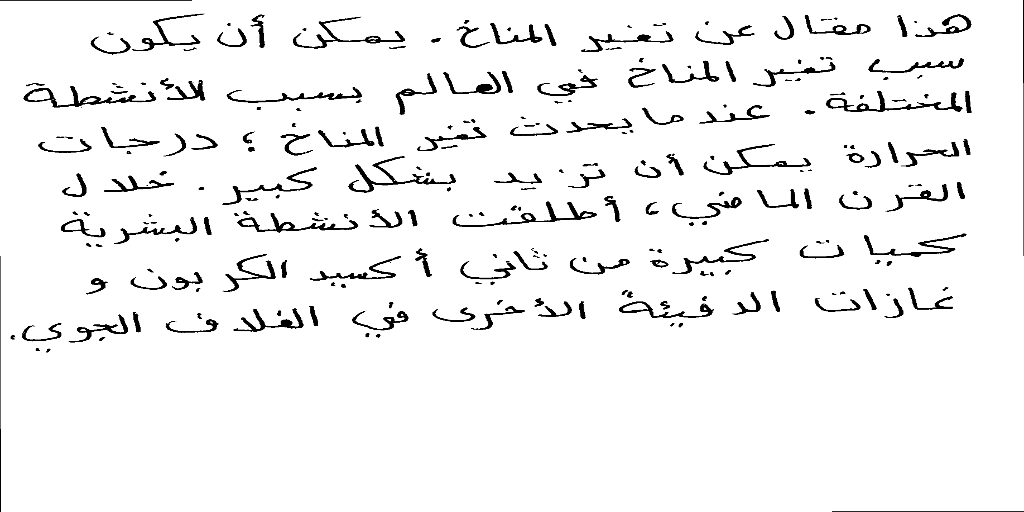 هذا مقال عن تغير المناخ. يمكن أن يكون
سبب تغير المناخ في العالم بسبب الأنشطة
المختلفة. عندما يحدث تغير المناخ ؛ درجات
الحرارة يمكن أن تزيد بشكل كبير. خلال
القرن الماضي، أطلقت الأنشطة البشرية
كميات كبيرة من ثاني أكسيد الكربون و
غازات الدفيئة الأخرى في الغلاف الجوي.